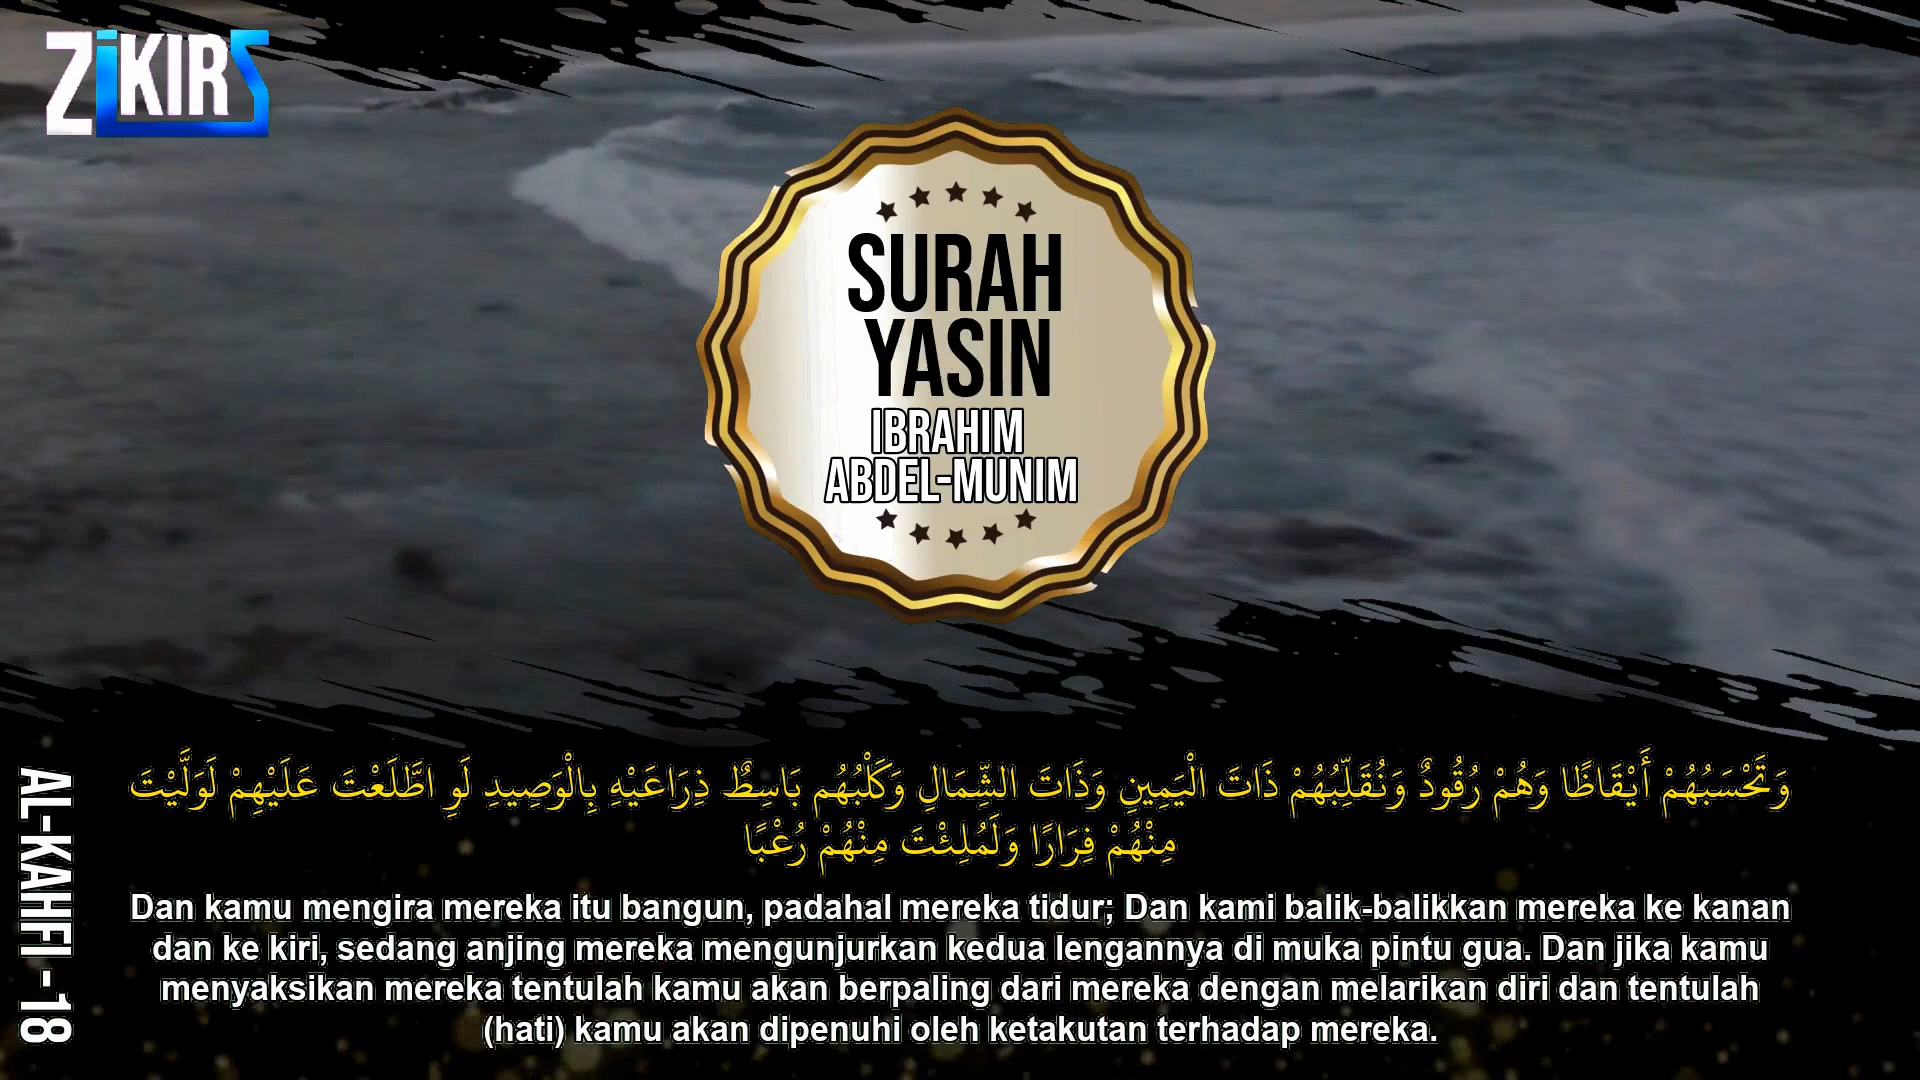 ZIKIRS
SURAH
YASIN
IBRAHIM
ABDEL-MUNIM
وَتَحْسَبُهُمْ أَيْقَاظًا وَهُمْ رُقُودٌ وَنُقَلِّبُهُمْ ذَاتَ الْيَمِينِ وَذَاتَ الشِّمَالِ وَكَلْبُهُم بَاسِطٌ ذِرَاعَيْهِ بِالْوَصِيدِ لَوِ اطَّلَعْتَ عَلَيْهِمْ لَوَلَّيْتَ
مِنْهُمْ فِرَارًا وَلَمُلِئْتَ مِنْهُمْ رُعْبًا
Dan kamu mengira mereka itu bangun, padahal mereka tidur; Dan kami balik-balikkan mereka ke kanan
dan ke kiri, sedang anjing mereka mengunjurkan kedua lengannya di muka pintu gua. Dan jika kamu
menyaksikan mereka tentulah kamu akan berpaling dari mereka dengan melarikan diri dan tentulah
(hati) kamu akan dipenuhi oleh ketakutan terhadap mereka.
AL-KAHFI - 18